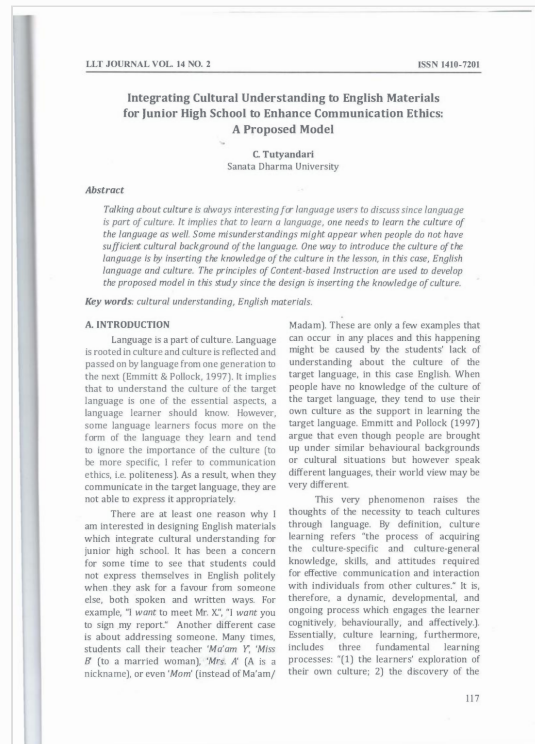 LLT JOURNAL VOL. 14 NO. 2 ISSN 1410-7201
Integrating Cultural Understanding to English Materials
for Junior High School to Enhance Communication Ethics:
A Proposed Model
C. Tutyandari
Sanata Dharma University
Abstract
Talking about culture is always interesting for language users to discuss since language
is part of culture. It implies that to learn a language, one needs to learn the culture of
the language as well. Some misunderstandings might appear when people do not have
sufficient cultural background of the language. One way to introduce the culture of the
language is by inserting the knowledge of the culture in the lesson, in this case, English
language and culture. The principles of Content-based Instruction are used to develop
the proposed model in this study since the design is inserting the knowledge of culture.
Key words: cultural understanding, English materials.
A. INTRODUCTION
Language is a part of culture. Language
is rooted in culture and culture is reflected and
passed on by language from one generation to
the next (Emmitt & Pollock, 1997). It implies
that to understand the culture of the target
language is one of the essential aspects, a
language learner should know. However,
some language learners focus more on the
form of the language they learn and tend
to ignore the importance of the culture (to
be more specific, I refer to communication
ethics, i.e. politeness). As a result, when they
communicate in the target language, they are
not able to express it appropriately.
There are at least one reason why I
am interested in designing English materials
which integrate cultural understanding for
junior high school. It has been a concern
for some time to see that students could
not express themselves in English politely
when they ask for a favour from someone
else, both spoken and written ways. For
example, "I want to meet Mr. X.", "I want you
to sign my report." Another different case
is about addressing someone. Many times,
students call their teacher 'Ma'am Y', 'Miss
B' (to a married woman), 'Mrs. A' (A is a
nickname), or even 'Mom' (instead of Ma'am/
Madam). These are only a few examples that
can occur in any places and this happening
might be caused by the students' lack of
understanding about the culture of the
target language, in this case English. When
people have no knowledge of the culture of
the target language, they tend to use their
own culture as the support in learning the
target language. Emmitt and Pollock (1997)
argue that even though people are brought
up under similar behavioural backgrounds
or cultural situations but however speak
different languages, their world view may be
very different.
This very phenomenon raises the
thoughts of the necessity to teach cultures
through language. By definition, culture
learning refers "the process of acquiring
the culture-specific and culture-general
knowledge, skills, and attitudes required
for effective communication and interaction
with individuals from other cultures." It is,
therefore, a dynamic, developmental, and
ongoing process which engages the learner
cognitively, behaviourally, and affectively.).
Essentially, culture learning, furthermore,
includes three fundamental learning
processes: "(1) the learners' exploration of
their own culture; 2) the discovery of the
117